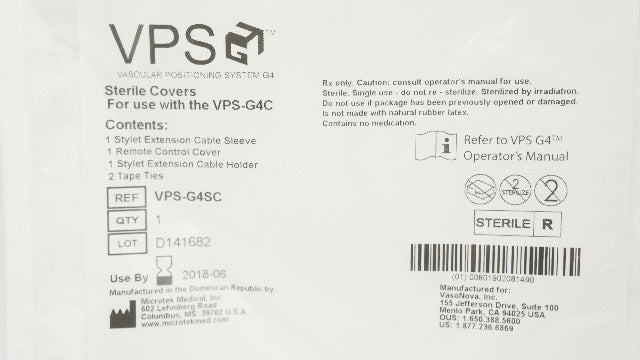 VPS G4™
VASCULAR POSITIONING SYSTEM G4
Sterile Covers
For use with the VPS-G4C
Contents:
1 Stylet Extension Cable Sleeve
1 Remote Control Cover
1 Stylet Extension Cable Holder
2 Tape Ties
REF VPS-G4SC
QTY 1
LOT D141682
Use By 2018-06
Manufactured in the Dominican Republic by:
Microtek Medical, Inc.
602 Lehmberg Road
Columbus, MS 39702 U.S.A.
www.microtekmed.com
Rx only. Caution: consult operator's manual for use.
Sterile. Single use - do not re - sterilize. Sterilized by irradiation.
Do not use if package has been previously opened or damaged.
Is not made with natural rubber latex.
Contains no medication.
Refer to VPS G4™
Operator's Manual
2 STERILIZE 2
STERILE R
(01) 00801902081490
Manufactured for:
VasoNova, Inc.
155 Jefferson Drive, Suite 100
Menlo Park, CA 94025 USA
OUS: 1.650.388.5600
US: 1.877.236.6869